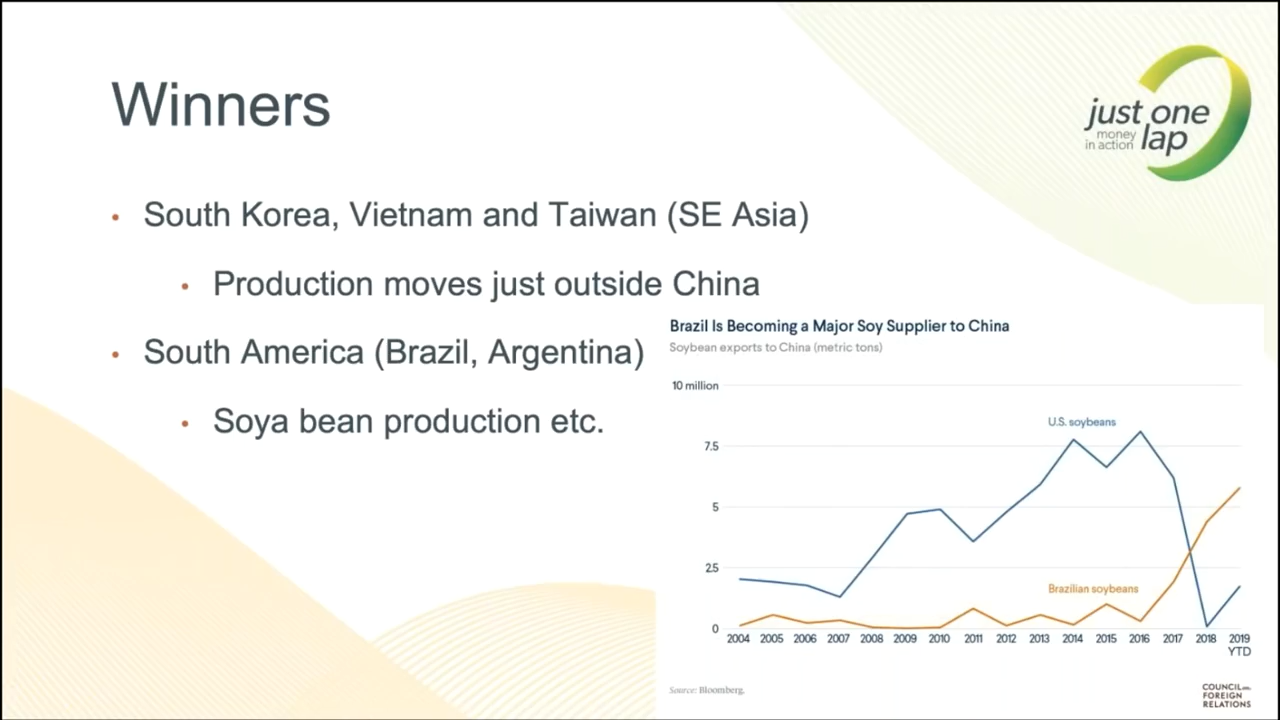 Winners
just one
money
in action lap
• South Korea, Vietnam and Taiwan (SE Asia)
• Production moves just outside China
• South America (Brazil, Argentina)
• Soya bean production etc.
Brazil Is Becoming a Major Soy Supplier to China
Soybean exports to China (metric tons)
10 million
7.5
5
2.5
0
U.S. soybeans
Brazilian soybeans
2004 2005 2006 2007 2008 2009 2010 2011 2012 2013 2014 2015 2016 2017 2018 2019
YTD
Source: Bloomberg.
COUNCIL on
FOREIGN
RELATIONS